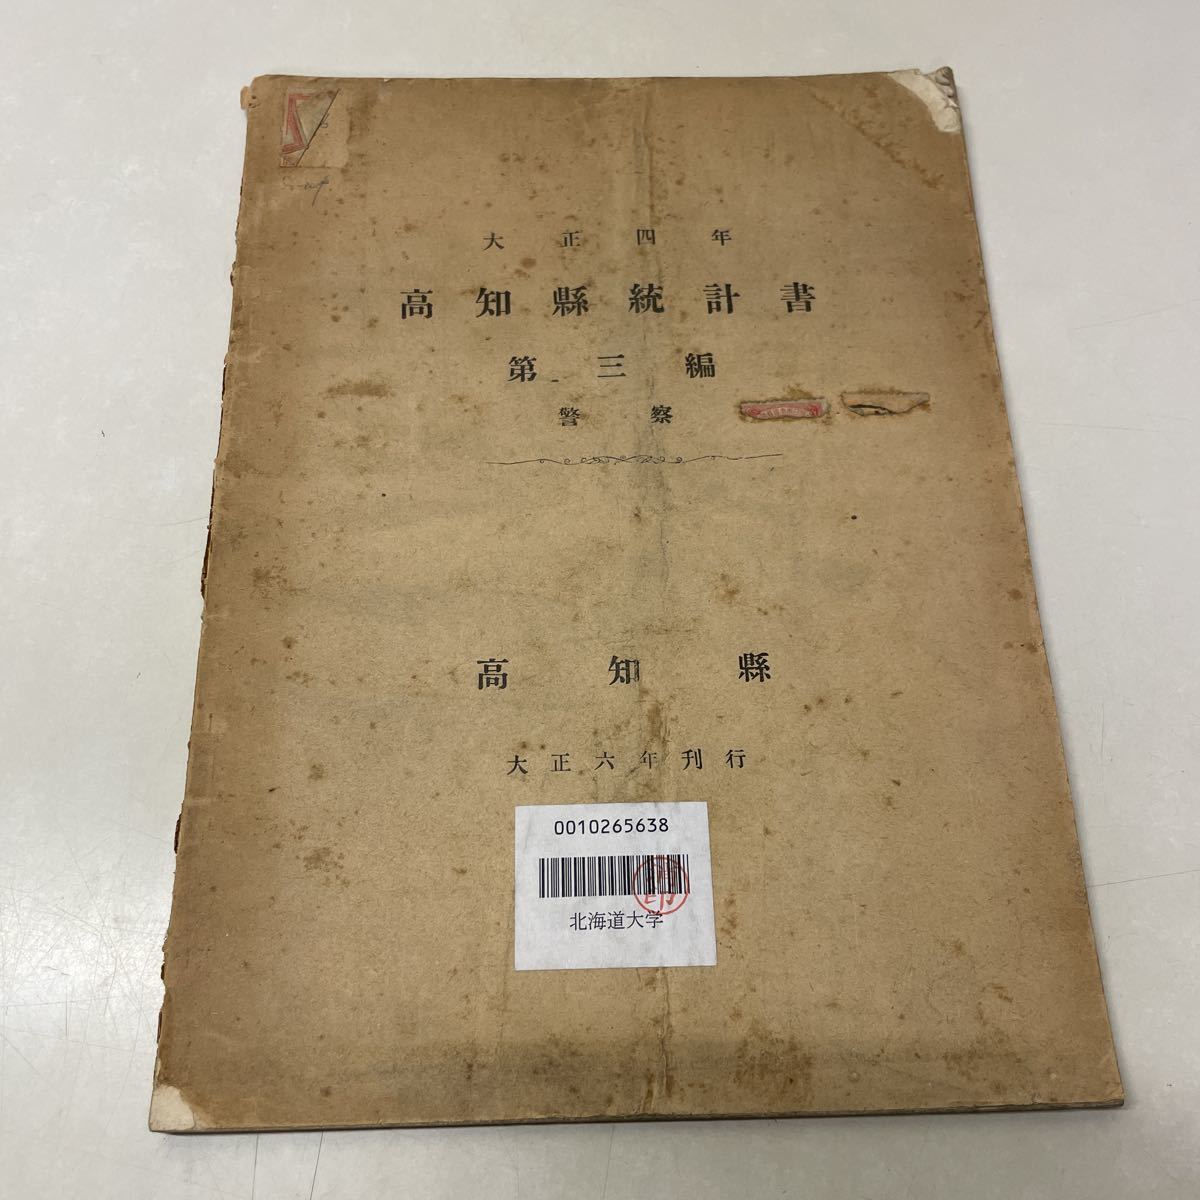 大正四年
高知縣統計書
第三編
警察
高知縣
大正六年刊行
0010265638
北海道大学